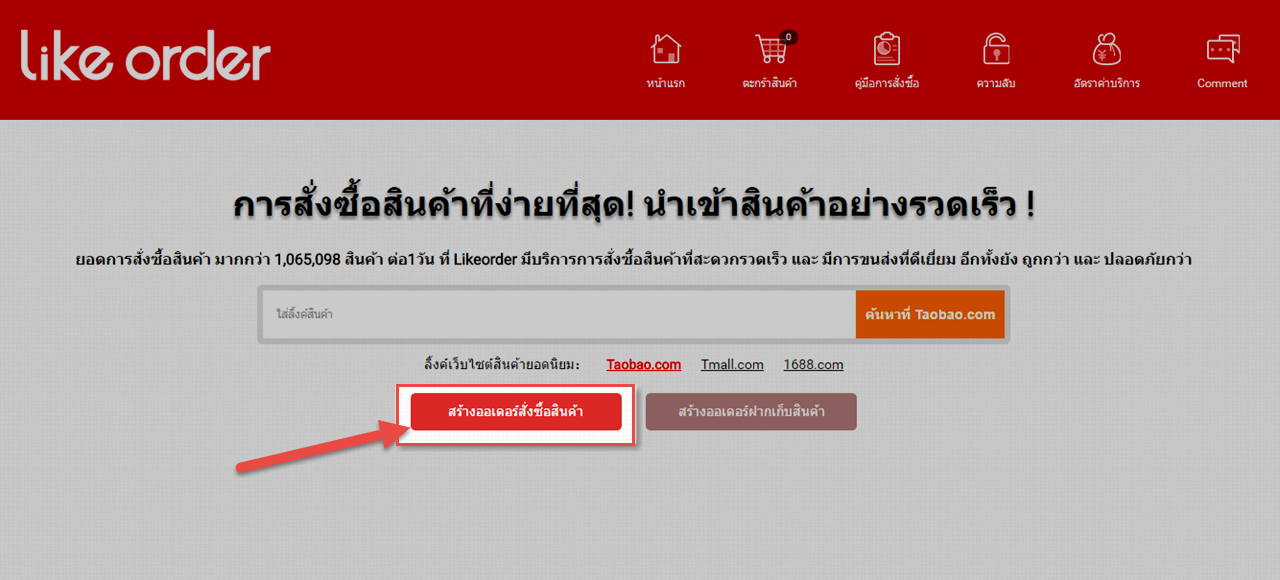 like order
0
หน้าแรก
ตะกร้าสินค้า
คู่มือการสั่งซื้อ
ความลับ
อัตราค่าบริการ
Comment
การสั่งซื้อสินค้าที่ง่ายที่สุด! นำเข้าสินค้าอย่างรวดเร็ว !
ยอดการสั่งซื้อสินค้า มากกว่า 1,065,098 สินค้า ต่อ1วัน ที่ Likeorder มีบริการการสั่งซื้อสินค้าที่สะดวกรวดเร็ว และ มีการขนส่งที่ดีเยี่ยม อีกทั้งยัง ถูกกว่า และ ปลอดภัยกว่า
ใส่ลิ้งค์สินค้า
ค้นหาที่ Taobao.com
ลิ้งค์เว็บไซต์สินค้ายอดนิยม: Taobao.com Tmall.com 1688.com
สร้างออเดอร์สั่งซื้อสินค้า
สร้างออเดอร์ฝากเก็บสินค้า